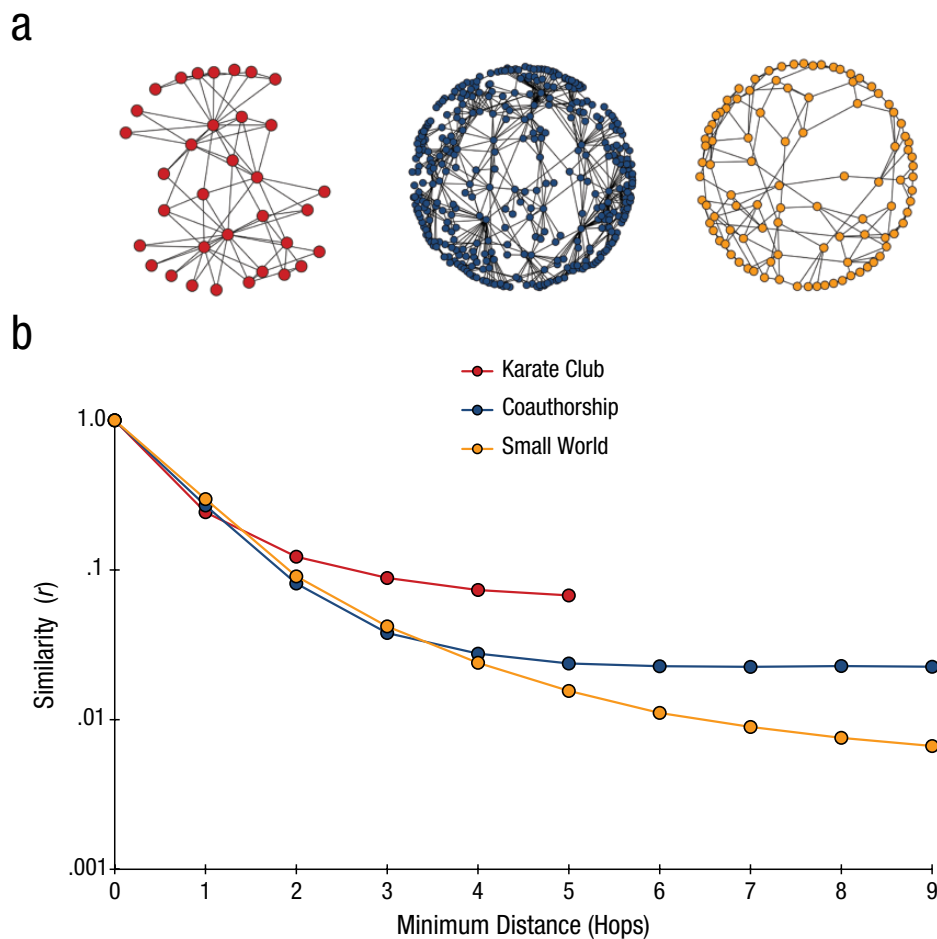 a
b
Karate Club
Coauthorship
Small World
1.0
.1
.01
.001
Similarity (r)
0 1 2 3 4 5 6 7 8 9
Minimum Distance (Hops)